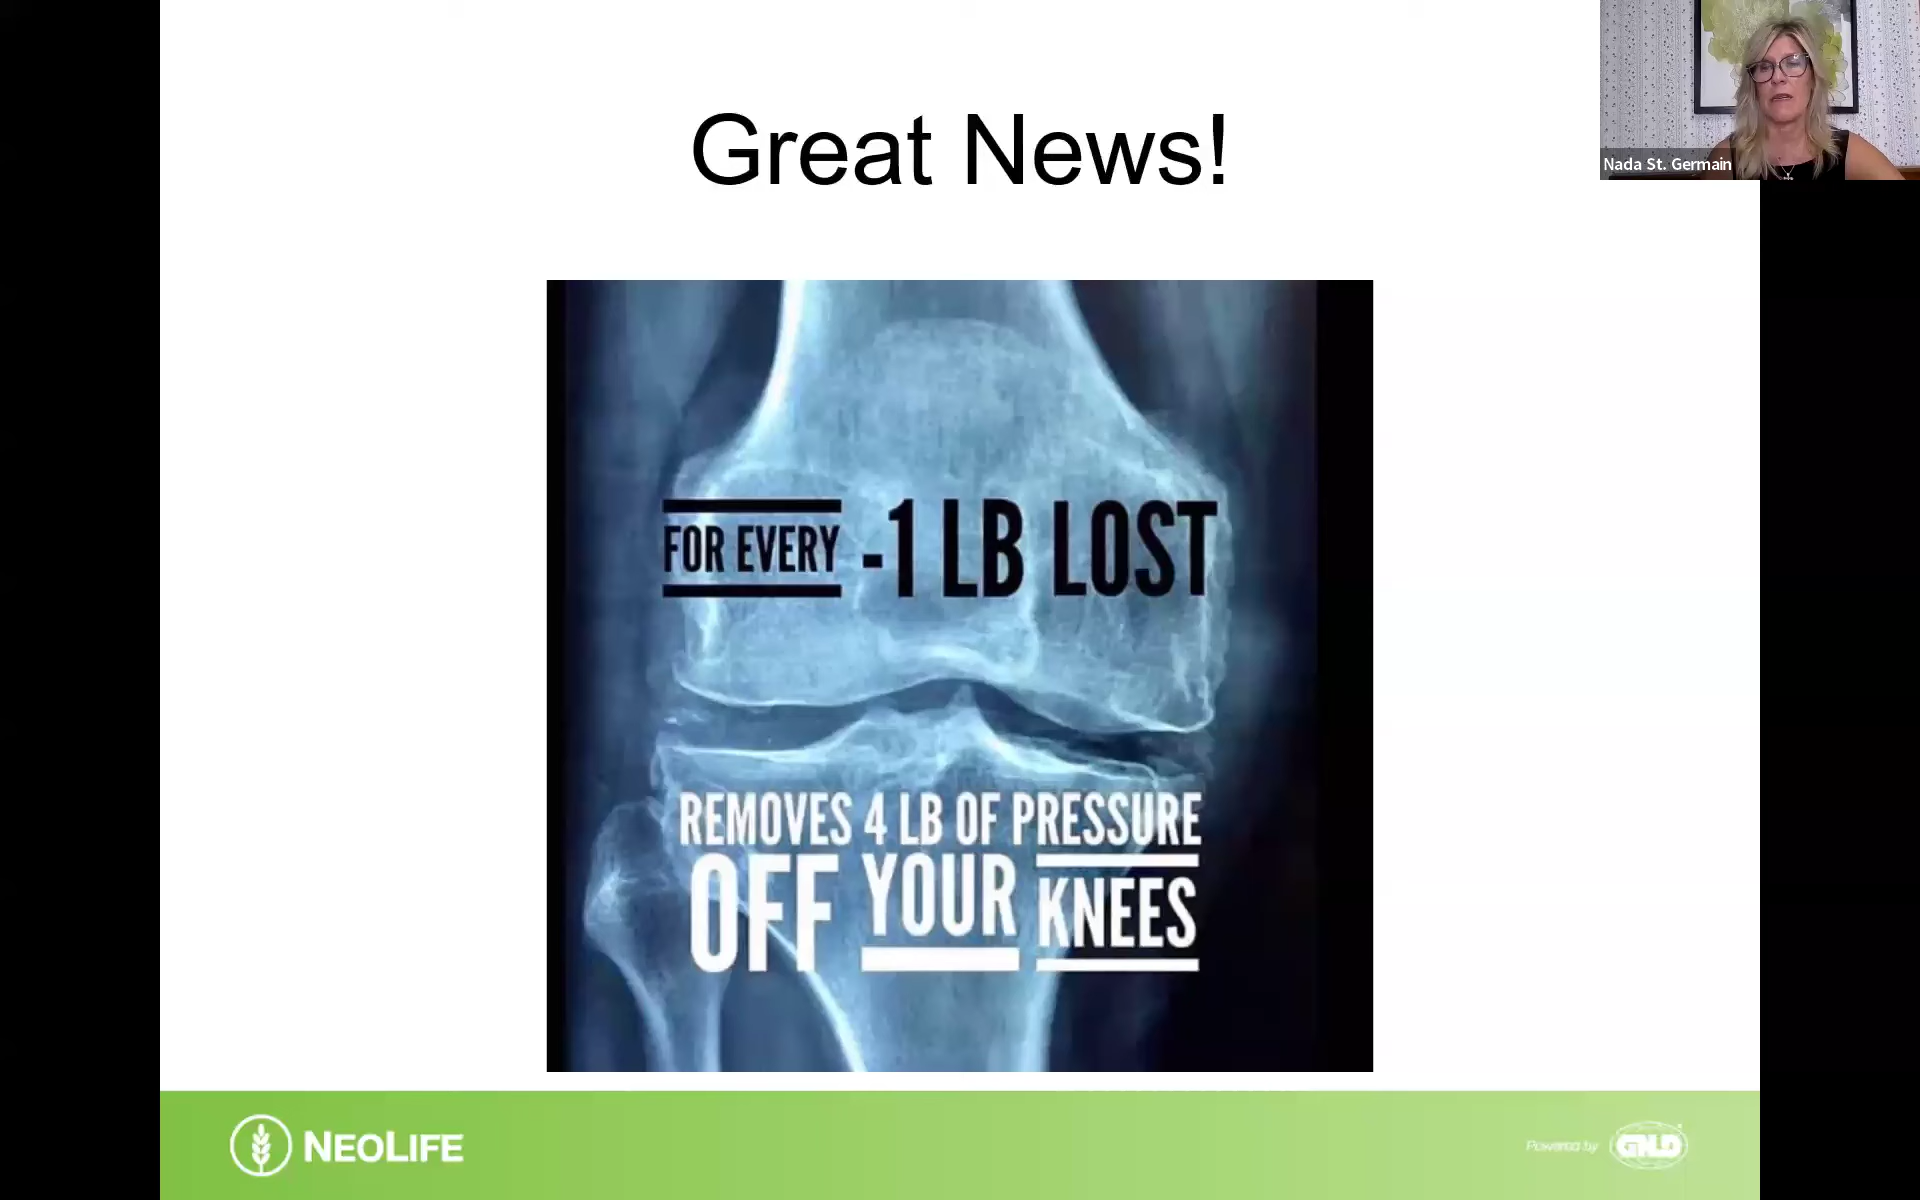 Great News!
Nada St. Germain
FOR EVERY -1 LB LOST
REMOVES 4 LB OF PRESSURE
OFF YOUR KNEES
NEOLIFE
Powered by GNLD